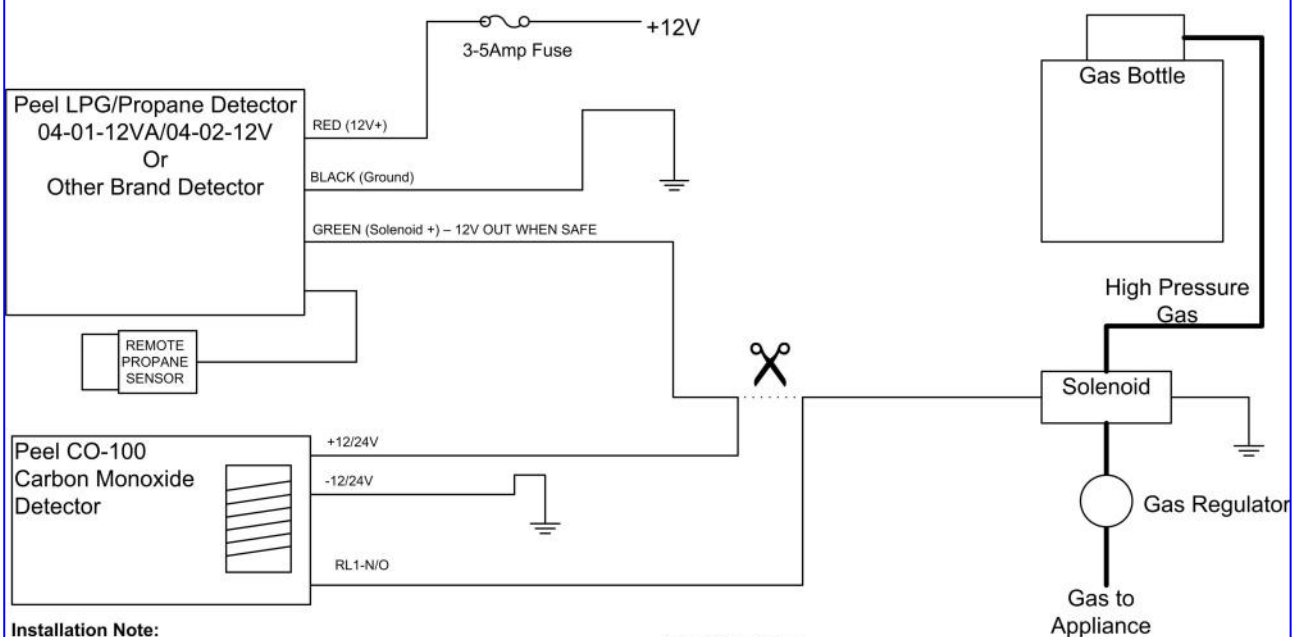 +12V
3-5Amp Fuse
Gas Bottle
Peel LPG/Propane Detector
04-01-12VA/04-02-12V
Or
Other Brand Detector
RED (12V+)
BLACK (Ground)
GREEN (Solenoid +) – 12V OUT WHEN SAFE
High Pressure
Gas
REMOTE
PROPANE
SENSOR
Solenoid
Peel CO-100
Carbon Monoxide
Detector
+12/24V
-12/24V
RL1-N/O
Gas Regulator
Gas to
Appliance
Installation Note: